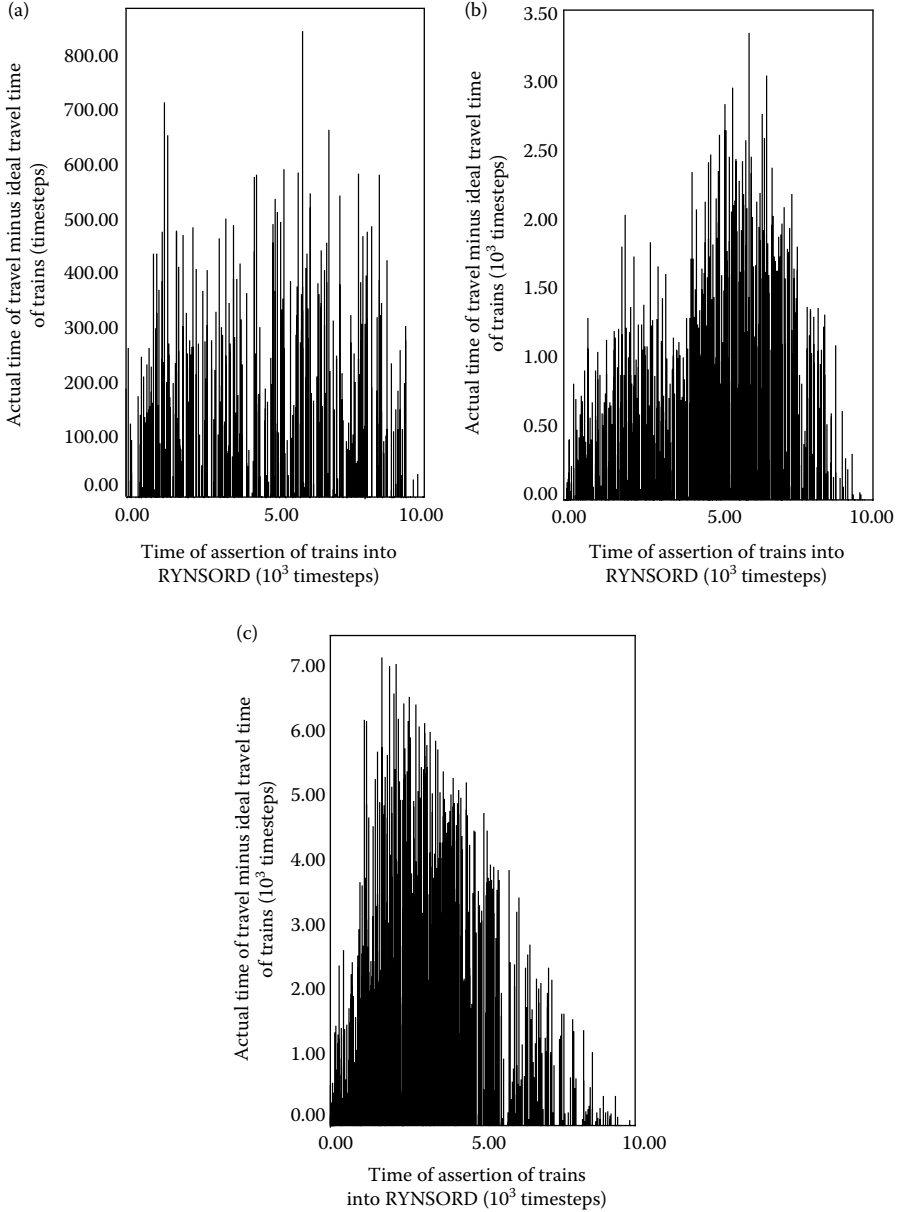 (a)
Actual time of travel minus ideal travel time
of trains (timesteps)
800.00
700.00
600.00
500.00
400.00
300.00
200.00
100.00
0.00
0.00 5.00 10.00
Time of assertion of trains into
RYNSORD (10³ timesteps)
(b)
Actual time of travel minus ideal travel time
of trains (10³ timesteps)
3.50
3.00
2.50
2.00
1.50
1.00
0.50
0.00
0.00 5.00 10.00
Time of assertion of trains into
RYNSORD (10³ timesteps)
(c)
Actual time of travel minus ideal travel time
of trains (10³ timesteps)
7.00
6.00
5.00
4.00
3.00
2.00
1.00
0.00
0.00 5.00 10.00
Time of assertion of trains
into RYNSORD (10³ timesteps)